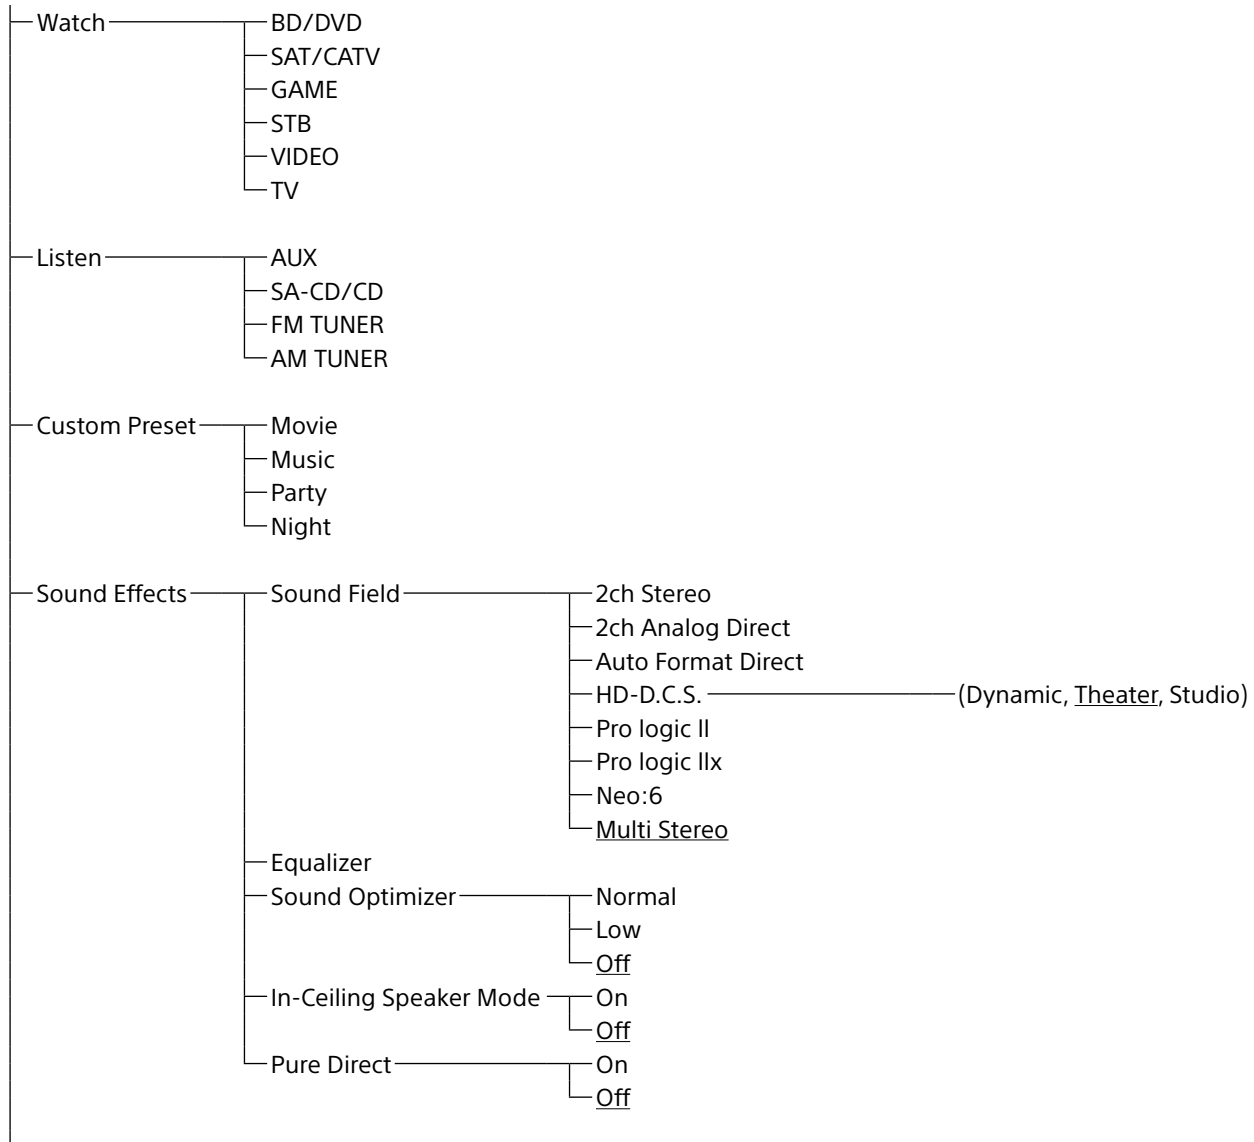 Watch BD/DVD
SAT/CATV
GAME
STB
VIDEO
TV
Listen AUX
SA-CD/CD
FM TUNER
AM TUNER
Custom Preset Movie
Music
Party
Night
Sound Effects Sound Field 2ch Stereo
2ch Analog Direct
Auto Format Direct
HD-D.C.S. (Dynamic, Theater, Studio)
Pro logic ll
Pro logic llx
Neo:6
Multi Stereo
Equalizer
Sound Optimizer Normal
Low
Off
In-Ceiling Speaker Mode On
Off
Pure Direct On
Off